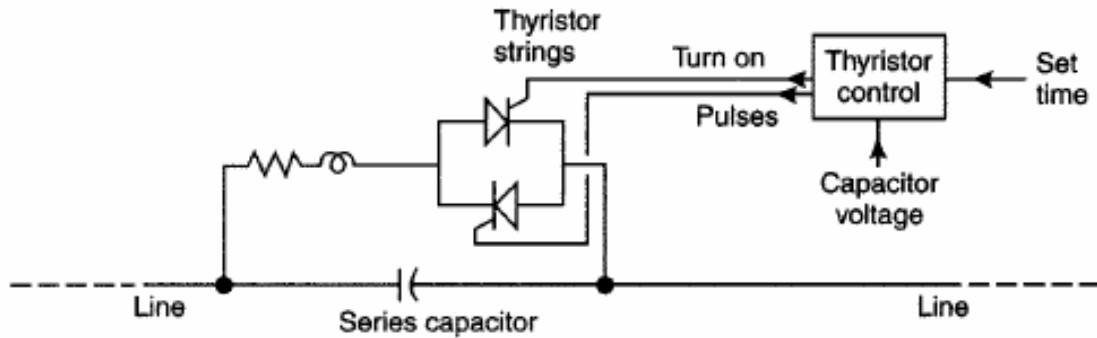 Thyristor
strings
Turn on
Pulses
Thyristor
control
Set
time
Capacitor
voltage
Line
Series capacitor
Line